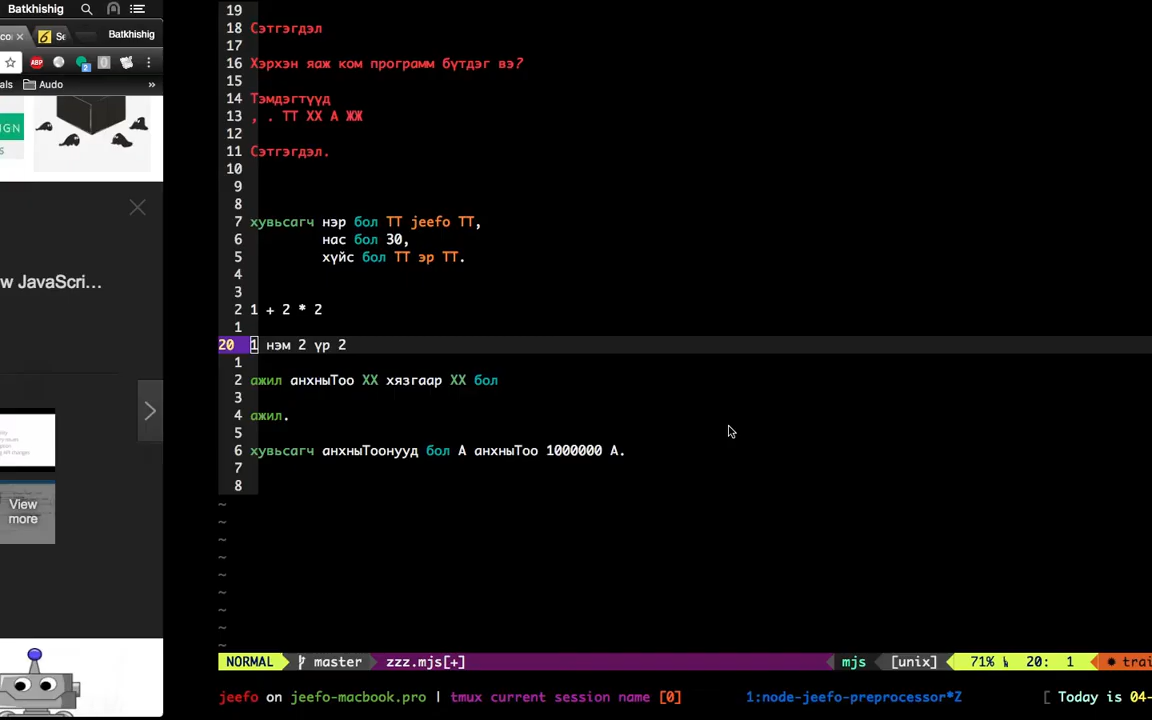 Batkhishig
Batkhishig
ABP
2
Audo
»
GN
w JavaScri...
View
more
19
18 Сэтгэгдэл
17
16 Хэрхэн яаж ком программ бүтдэг вэ?
15
14 Тэмдэгтүүд
13 , . ТТ ХХ А ЖЖ
12
11 Сэтгэгдэл.
10
9
8
7 хувьсагч нэр бол ТТ jeefo ТТ,
6 нас бол 30,
5 хүйс бол ТТ эр ТТ.
4
3
2 1 + 2 * 2
1
20 1 нэм 2 үр 2
1
2 ажил анхныТоо ХХ хязгаар ХХ бол
3
4 ажил.
5
6 хувьсагч анхныТоонууд бол А анхныТоо 1000000 А.
7
8
~
~
~
~
~
~
~
~
~
NORMAL master zzz.mjs[+] mjs [unix] 71% 20: 1 trai
jeefo on jeefo-macbook.pro | tmux current session name [0] 1:node-jeefo-preprocessor*Z [ Today is 04-